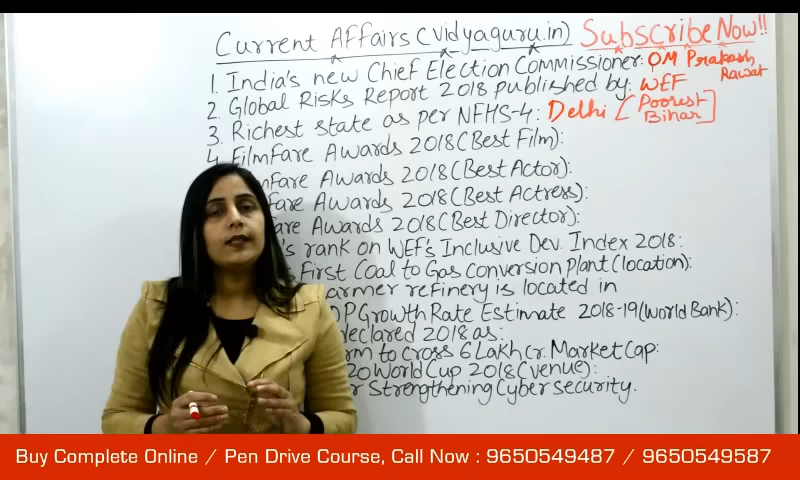 Current Affairs (vidyaguru.in) Subscribe Now!!
1. India's new Chief Election Commissioner: OM Prakash Rawat
2. Global Risks Report 2018 published by: WEF
3. Richest state as per NFHS-4: Delhi [Poorest Bihar]
4. FilmFare Awards 2018 (Best Film):
Fare Awards 2018 (Best Actor):
Fare Awards 2018 (Best Actress):
Fare Awards 2018 (Best Director):
's rank on WEF's Inclusive Dev. Index 2018:
First Coal to Gas conversion plant (location):
armer refinery is located in
DP Growth Rate Estimate 2018-19 (World Bank):
declared 2018 as:
rm to cross 6 Lakh Cr. Market Cap:
20 World Cup 2018 (venue):
r Strengthening Cyber security.
Buy Complete Online / Pen Drive Course, Call Now : 9650549487 / 9650549587